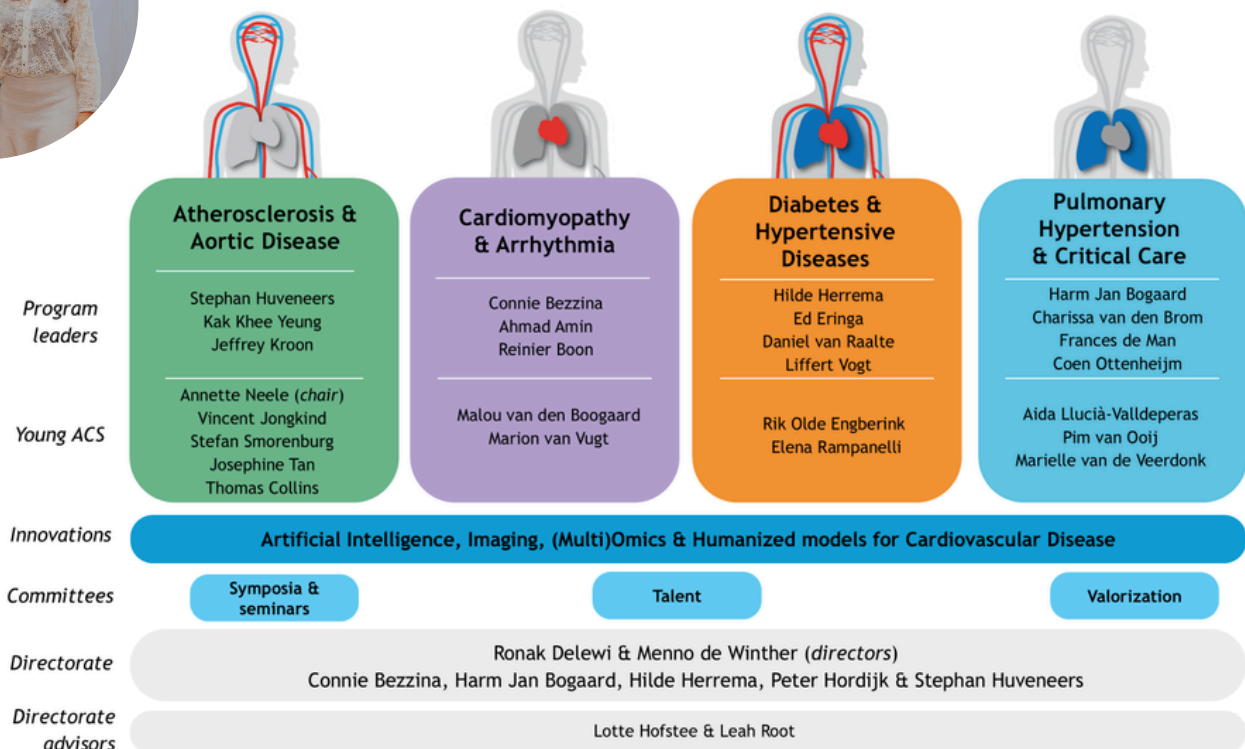 Atherosclerosis &
Aortic Disease
Cardiomyopathy
& Arrhythmia
Diabetes &
Hypertensive
Diseases
Pulmonary
Hypertension
& Critical Care
Program
leaders
Stephan Huveneers
Kak Khee Yeung
Jeffrey Kroon
Connie Bezzina
Ahmad Amin
Reinier Boon
Hilde Herrema
Ed Eringa
Daniel van Raalte
Liffert Vogt
Harm Jan Bogaard
Charissa van den Brom
Frances de Man
Coen Ottenheijm
Young ACS
Annette Neele (chair)
Vincent Jongkind
Stefan Smorenburg
Josephine Tan
Thomas Collins
Malou van den Boogaard
Marion van Vugt
Rik Olde Engberink
Elena Rampanelli
Aida Llucià-Valldeperas
Pim van Ooij
Marielle van de Veerdonk
Innovations
Artificial Intelligence, Imaging, (Multi)Omics & Humanized models for Cardiovascular Disease
Committees
Symposia &
seminars
Talent
Valorization
Directorate
Ronak Delewi & Menno de Winther (directors)
Connie Bezzina, Harm Jan Bogaard, Hilde Herrema, Peter Hordijk & Stephan Huveneers
Directorate
advisors
Lotte Hofstee & Leah Root